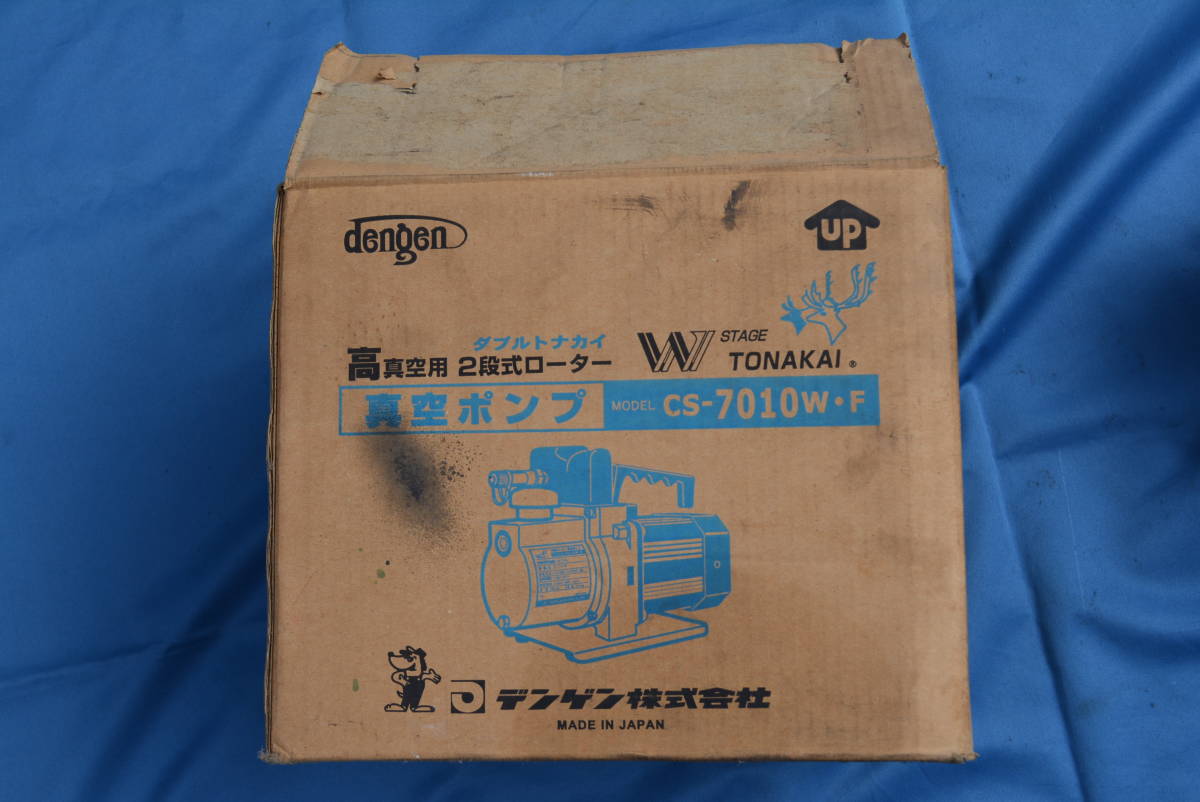 dengen
UP
ダブルトナカイ
高真空用 2段式ローター
W STAGE
TONAKAI®
真空ポンプ MODEL CS-7010W・F
デンゲン株式会社
MADE IN JAPAN